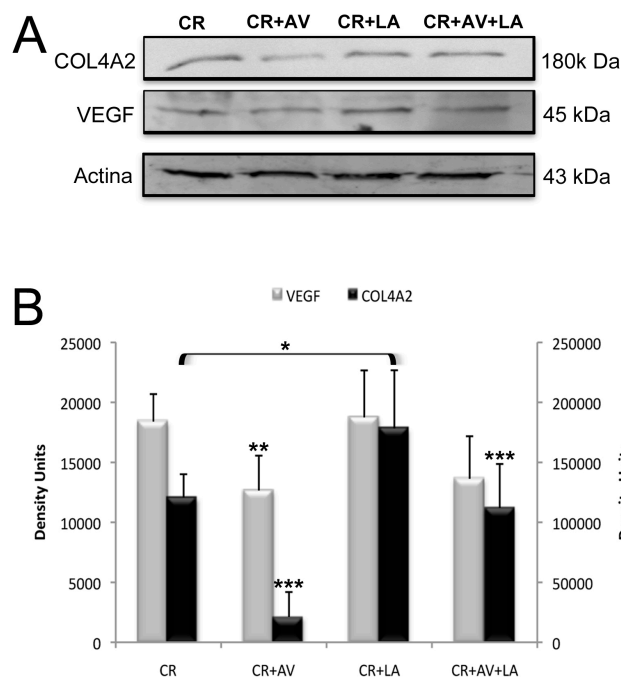 A
CR CR+AV CR+LA CR+AV+LA
COL4A2 180k Da
VEGF 45 kDa
Actina 43 kDa
B
VEGF COL4A2
25000 250000
*
20000 200000
** ***
15000 150000
Density Units
10000 100000
***
5000 50000
0 0
CR CR+AV CR+LA CR+AV+LA